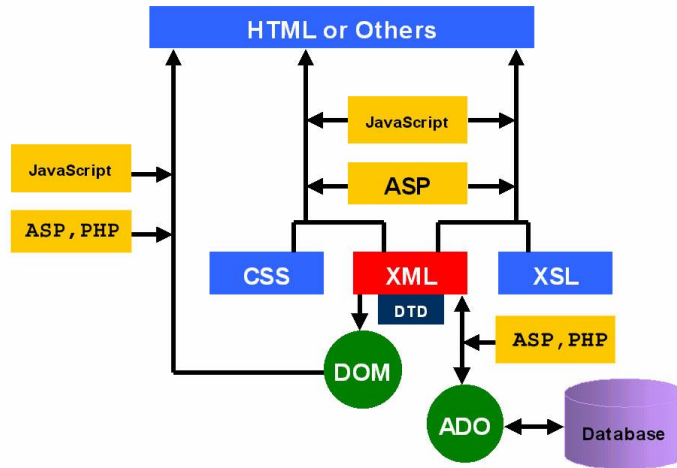 HTML or Others
JavaScript
JavaScript
ASP
ASP,PHP
CSS
XML
XSL
DTD
ASP,PHP
DOM
ADO
Database